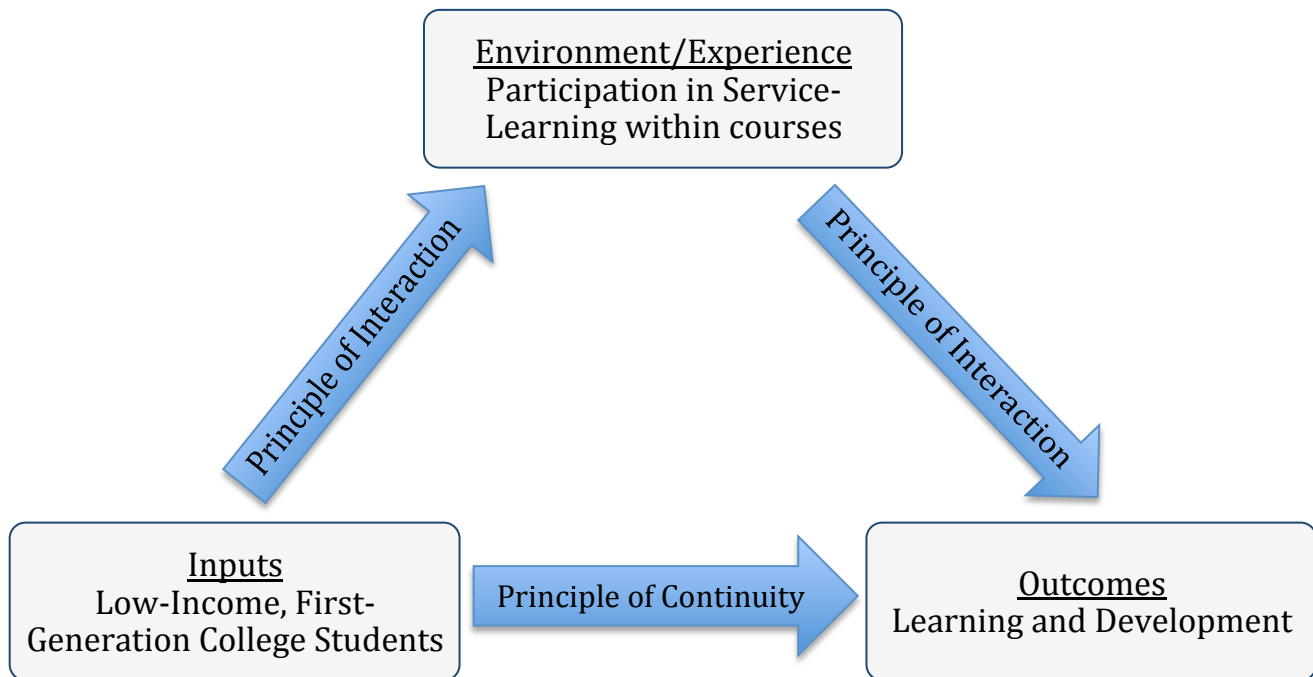 Environment/Experience
Participation in Service-
Learning within courses
Principle of Interaction
Principle of Interaction
Inputs
Low-Income, First-
Generation College Students
Principle of Continuity
Outcomes
Learning and Development